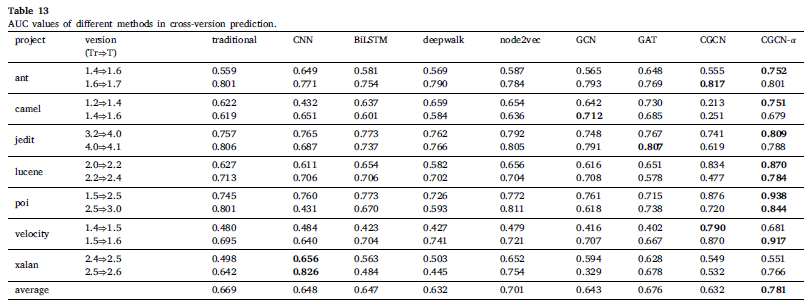 Table 13
AUC values of different methods in cross-version prediction.
project version traditional CNN BiLSTM deepwalk node2vec GCN GAT CGCN CGCN-α
(Tr⇒T)
ant 1.4⇒1.6 0.559 0.649 0.581 0.569 0.587 0.565 0.648 0.555 0.752
1.6⇒1.7 0.801 0.771 0.754 0.790 0.784 0.793 0.769 0.817 0.801
camel 1.2⇒1.4 0.622 0.432 0.637 0.659 0.654 0.642 0.730 0.213 0.751
1.4⇒1.6 0.619 0.651 0.601 0.584 0.636 0.712 0.685 0.251 0.679
jedit 3.2⇒4.0 0.757 0.765 0.773 0.762 0.792 0.748 0.767 0.741 0.809
4.0⇒4.1 0.806 0.687 0.737 0.766 0.805 0.791 0.807 0.619 0.788
lucene 2.0⇒2.2 0.627 0.611 0.654 0.582 0.656 0.616 0.651 0.834 0.870
2.2⇒2.4 0.713 0.706 0.706 0.702 0.704 0.708 0.578 0.477 0.784
poi 1.5⇒2.5 0.745 0.760 0.773 0.726 0.772 0.761 0.715 0.876 0.938
2.5⇒3.0 0.801 0.431 0.670 0.593 0.811 0.618 0.738 0.720 0.844
velocity 1.4⇒1.5 0.480 0.484 0.423 0.427 0.479 0.416 0.402 0.790 0.681
1.5⇒1.6 0.695 0.640 0.704 0.741 0.721 0.707 0.667 0.870 0.917
xalan 2.4⇒2.5 0.498 0.656 0.563 0.503 0.652 0.594 0.628 0.549 0.551
2.5⇒2.6 0.642 0.826 0.484 0.445 0.754 0.329 0.678 0.532 0.766
average 0.669 0.648 0.647 0.632 0.701 0.643 0.676 0.632 0.781